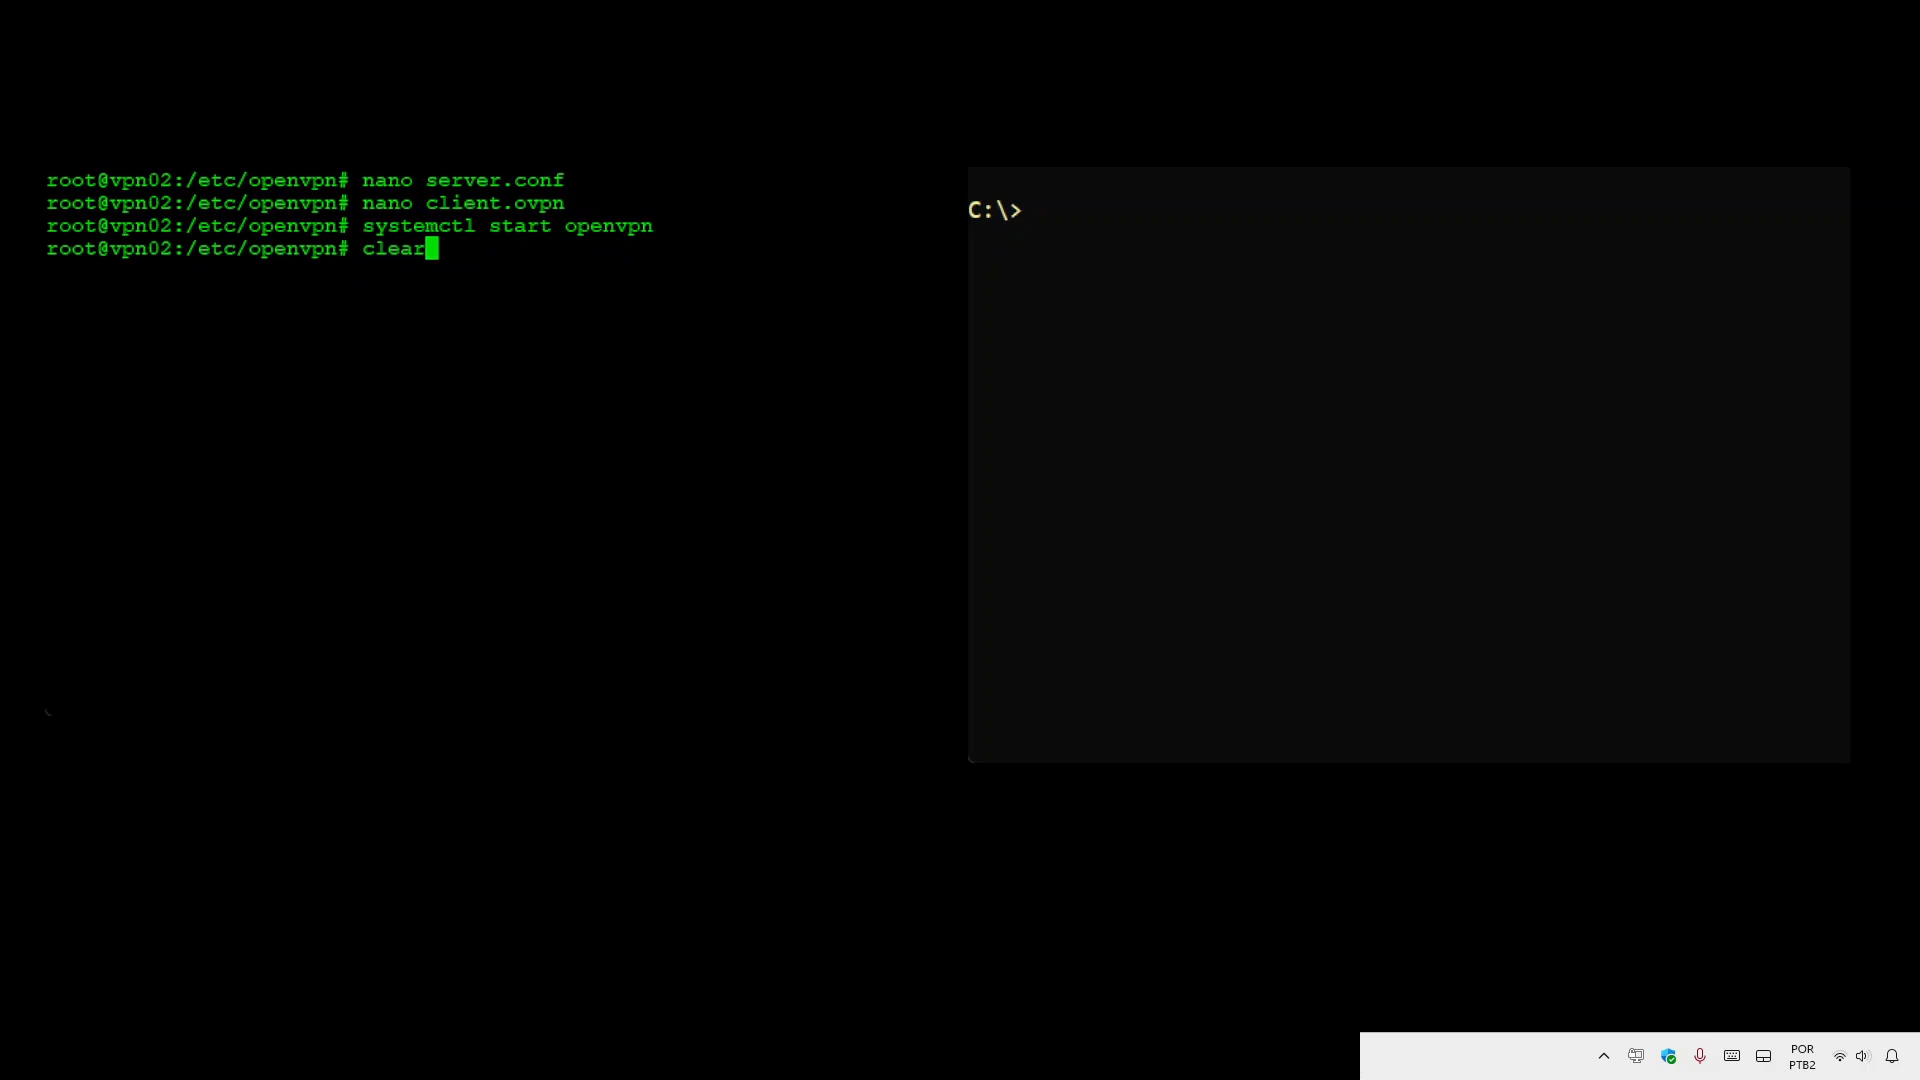 root@vpn02:/etc/openvpn# nano server.conf
root@vpn02:/etc/openvpn# nano client.ovpn
root@vpn02:/etc/openvpn# systemctl start openvpn
root@vpn02:/etc/openvpn# clear
C:\>
POR
PTB2